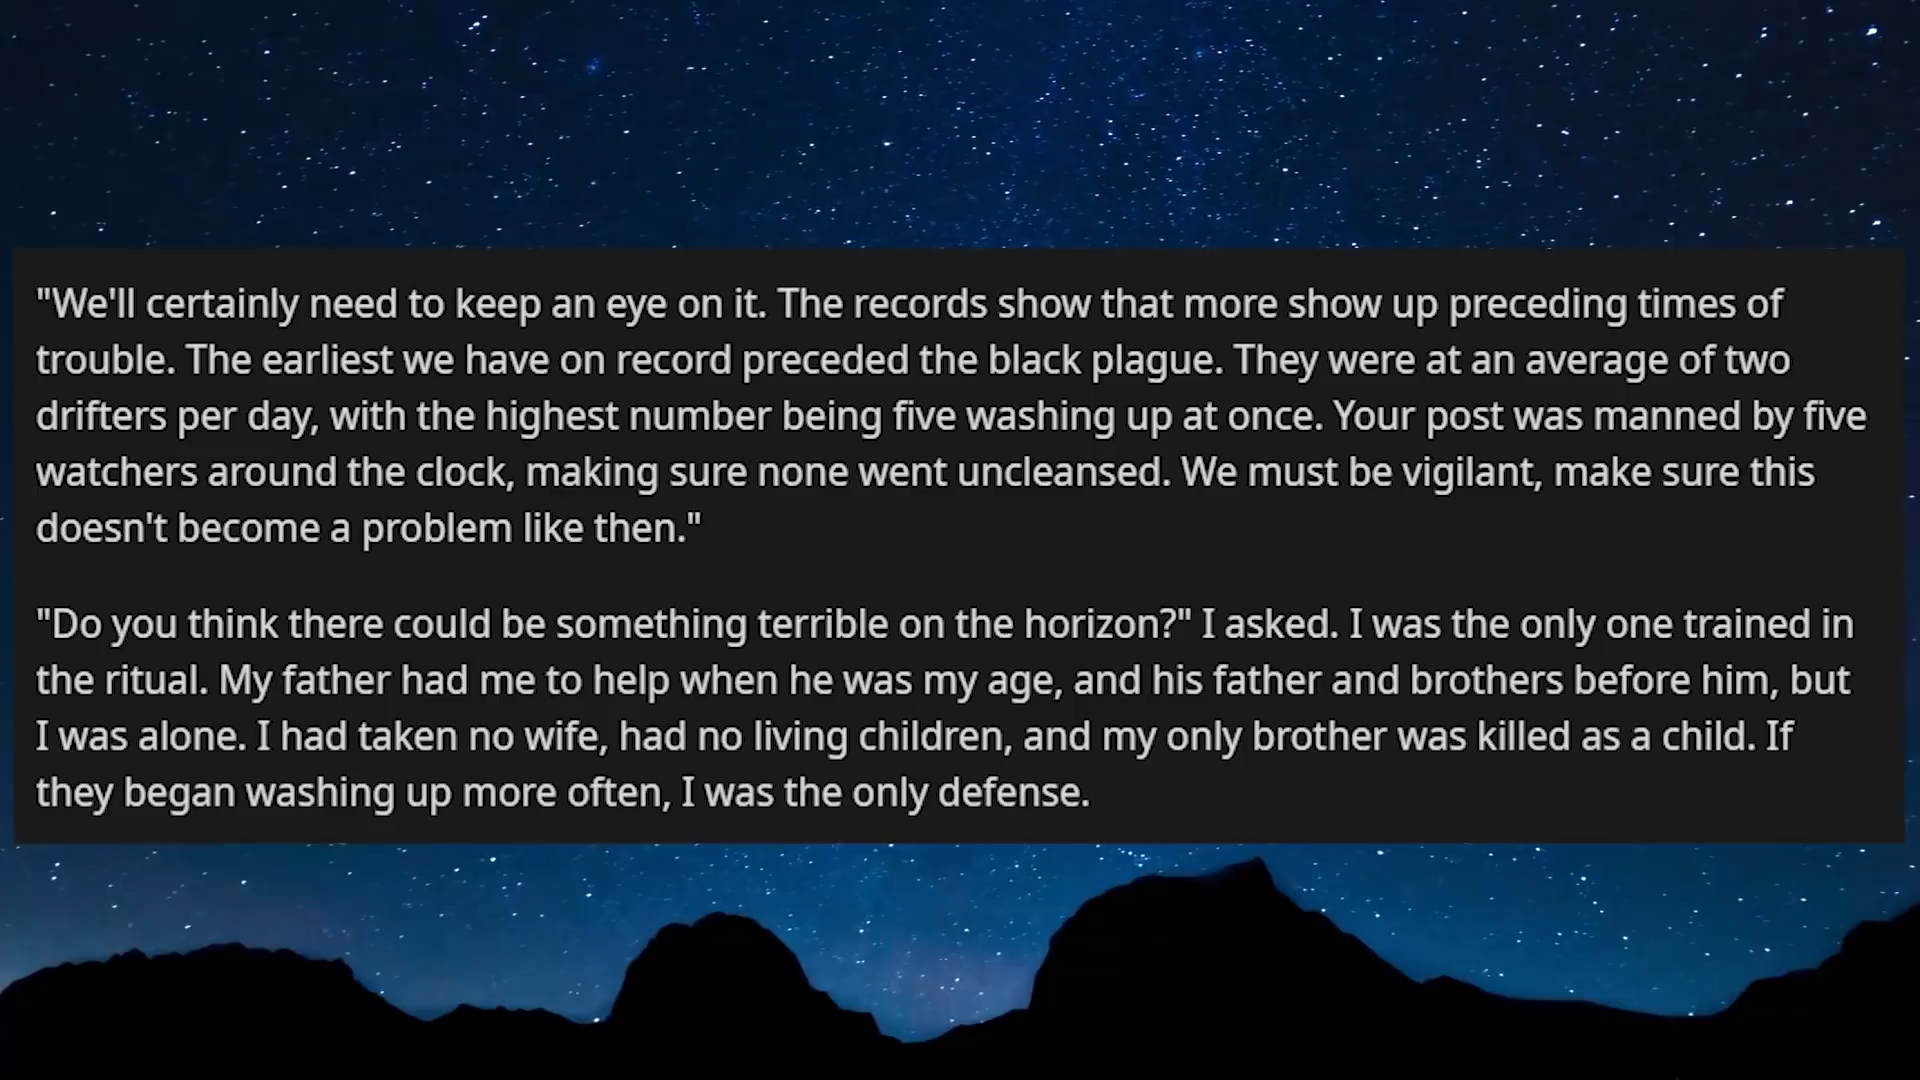 "We'll certainly need to keep an eye on it. The records show that more show up preceding times of
trouble. The earliest we have on record preceded the black plague. They were at an average of two
drifters per day, with the highest number being five washing up at once. Your post was manned by five
watchers around the clock, making sure none went uncleansed. We must be vigilant, make sure this
doesn't become a problem like then."
"Do you think there could be something terrible on the horizon?" I asked. I was the only one trained in
the ritual. My father had me to help when he was my age, and his father and brothers before him, but
I was alone. I had taken no wife, had no living children, and my only brother was killed as a child. If
they began washing up more often, I was the only defense.